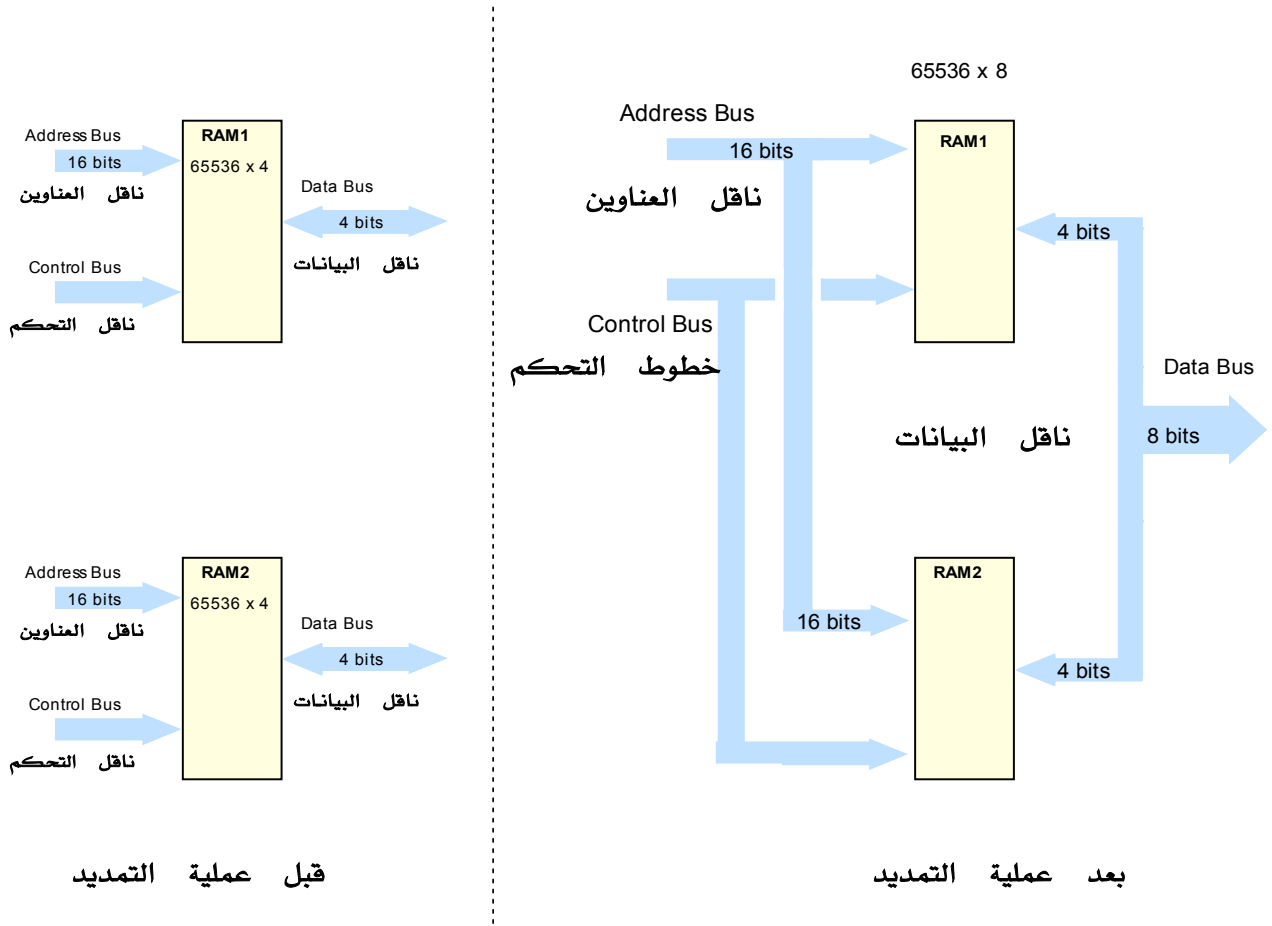 Address Bus
16 bits
ناقل العناوين
Control Bus
ناقل التحكم
RAM1
65536 x 4
Data Bus
4 bits
ناقل البيانات
Address Bus
16 bits
ناقل العناوين
Control Bus
ناقل التحكم
RAM2
65536 x 4
Data Bus
4 bits
ناقل البيانات
قبل عملية التمديد
65536 x 8
Address Bus
16 bits
ناقل العناوين
Control Bus
خطوط التحكم
RAM1
4 bits
Data Bus
8 bits
ناقل البيانات
RAM2
16 bits
4 bits
بعد عملية التمديد